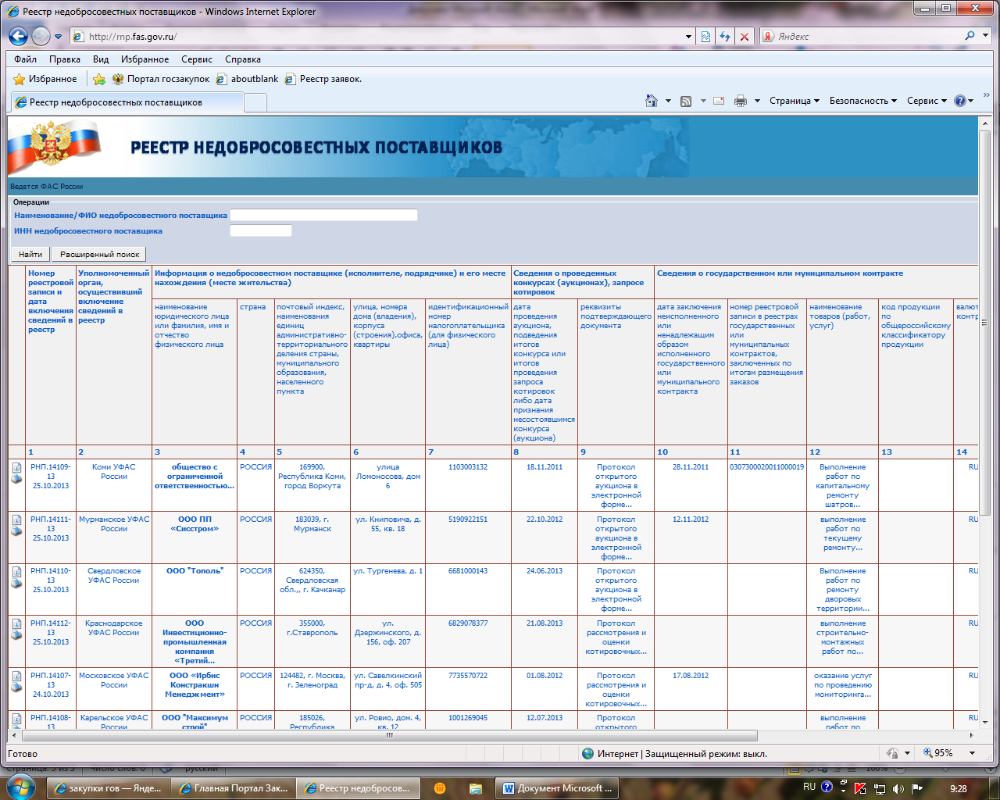 Реестр недобросовестных поставщиков - Windows Internet Explorer
http://rnp.fas.gov.ru/
Яндекс
Файл Правка Вид Избранное Сервис Справка
Избранное Портал госзакупок aboutblank Реестр заявок.
Реестр недобросовестных поставщиков
Страница Безопасность Сервис
РЕЕСТР НЕДОБРОСОВЕСТНЫХ ПОСТАВЩИКОВ
Ведется ФАС России
Операции
Наименование/ФИО недобросовестного поставщика
ИНН недобросовестного поставщика
Найти Расширенный поиск
Номер реестровой записи и дата включения сведений в реестр
Уполномоченный орган, осуществивший включение сведений в реестр
Информация о недобросовестном поставщике (исполнителе, подрядчике) и его месте нахождения (месте жительства)
Сведения о проведенных конкурсах (аукционах), запросе котировок
Сведения о государственном или муниципальном контракте
наименование юридического лица или фамилия, имя и отчество физического лица
страна
почтовый индекс, наименования единиц административно-территориального деления страны, муниципального образования, населенного пункта
улица, номера дома (владения), корпуса (строения),офиса, квартиры
идентификационный номер налогоплательщика (для физического лица)
дата проведения аукциона, подведения итогов конкурса или итогов проведения запроса котировок либо дата признания несостоявшимся конкурса (аукциона)
реквизиты подтверждающего документа
дата заключения неисполненного или ненадлежащим образом исполненного государственного или муниципального контракта
номер реестровой записи в реестрах государственных или муниципальных контрактов, заключенных по итогам размещения заказов
наименование товаров (работ, услуг)
код продукции по общероссийскому классификатору продукции
валют контр
1 2 3 4 5 6 7 8 9 10 11 12 13 14
РНП.14109-13 25.10.2013 Коми УФАС России общество с ограниченной ответственностью... РОССИЯ 169900, Республика Коми, город Воркута улица Ломоносова, дом 6 1103003132 18.11.2011 Протокол открытого аукциона в электронной форме... 28.11.2011 0307300020011000019 Выполнение работ по капитальному ремонту шатров... RU
РНП.14111-13 25.10.2013 Мурманское УФАС России ООО ПП «Сисстром» РОССИЯ 183039, г. Мурманск ул. Книповича, д. 55, кв. 18 5190922151 22.10.2012 Протокол открытого аукциона в электронной форме... 12.11.2012 выполнение работ по текущему ремонту... RU
РНП.14110-13 25.10.2013 Свердловское УФАС России ООО "Тополь" РОССИЯ 624350, Свердловская обл.,, г. Качканар ул. Тургенева, д. 1 6681000143 24.06.2013 Протокол открытого аукциона в электронной форме... Выполнение работ по ремонту дворовых территории... RU
РНП.14112-13 25.10.2013 Краснодарское УФАС России ООО Инвестиционно-промышленная компания «Третий... РОССИЯ 355000, г.Ставрополь ул. Дзержинского, д. 156, оф. 207 6829078377 21.08.2013 Протокол рассмотрения и оценки котировочных... выполнение строительно-монтажных работ по... RU
РНП.14107-13 24.10.2013 Московское УФАС России ООО «Ирбис Констракшн Менеджмент» РОССИЯ 124482, г. Москва, г. Зеленоград ул. Савелкинский пр-д, д. 4, оф. 505 7735570722 01.08.2012 Протокол рассмотрения и оценки котировочных... 17.08.2012 оказание услуг по проведению мониторинга... RU
РНП.14108-13 Карельское УФАС России ООО "Максимум строй" РОССИЯ 185026, Республика ул. Ровио, дом. 4, кв. 12 1001269045 12.07.2013 Протокол открытого выполнение работ по RU
Готово Интернет | Защищенный режим: выкл. 95%
Страница: 5 из 5 Число слов: 0 русский 100%
закупки гов — Янде... Главная Портал Зак... Реестр недобросов... Документ Microsoft ... RU 9:28